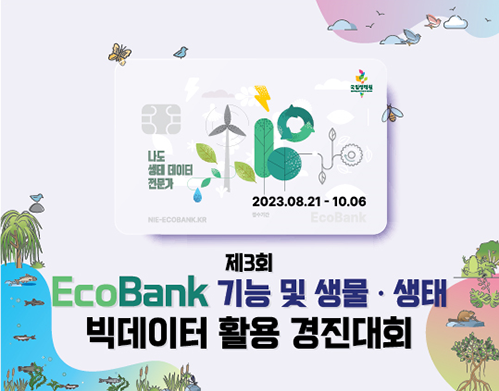 국립생태원
나도
생태 데이터
전문가
2023.08.21 - 10.06
NIE-ECOBANK.KR
접수기간
EcoBank
제3회
EcoBank 기능 및 생물 · 생태
빅데이터 활용 경진대회